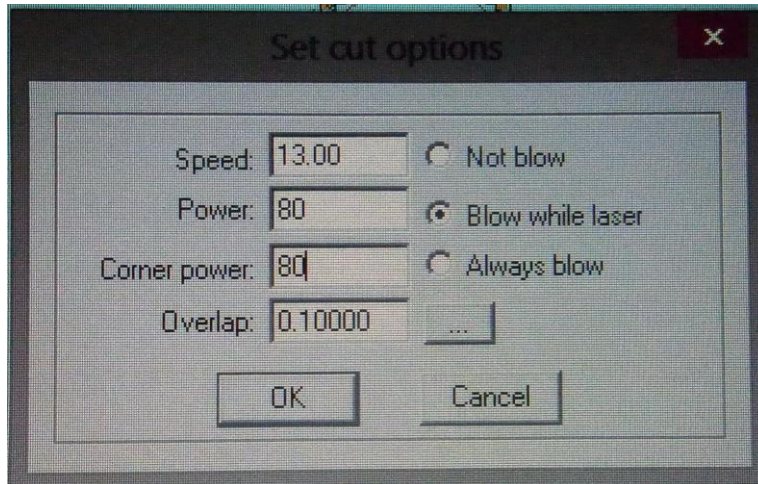 Set cut options
Speed: 13.00 Not blow
Power: 80 Blow while laser
Corner power: 80 Always blow
Overlap: 0.10000 ...
OK Cancel